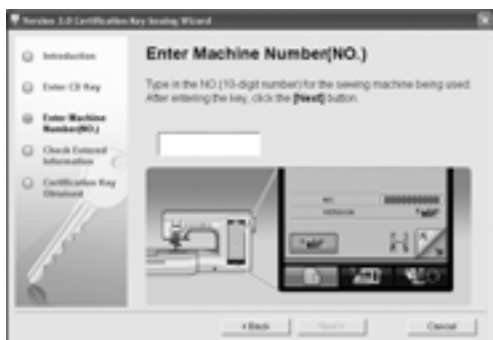 Version 3.0 Certification Key Issuing Wizard
Introduction
Enter CD Key
Enter Machine
Number(NO.)
Check Entered
Information
Certification Key
Obtained
Enter Machine Number(NO.)
Type in the NO.(10-digit number) for the sewing machine being used.
After entering the key, click the [Next] button.
NO.
VERSION
< Back
Next >
Cancel